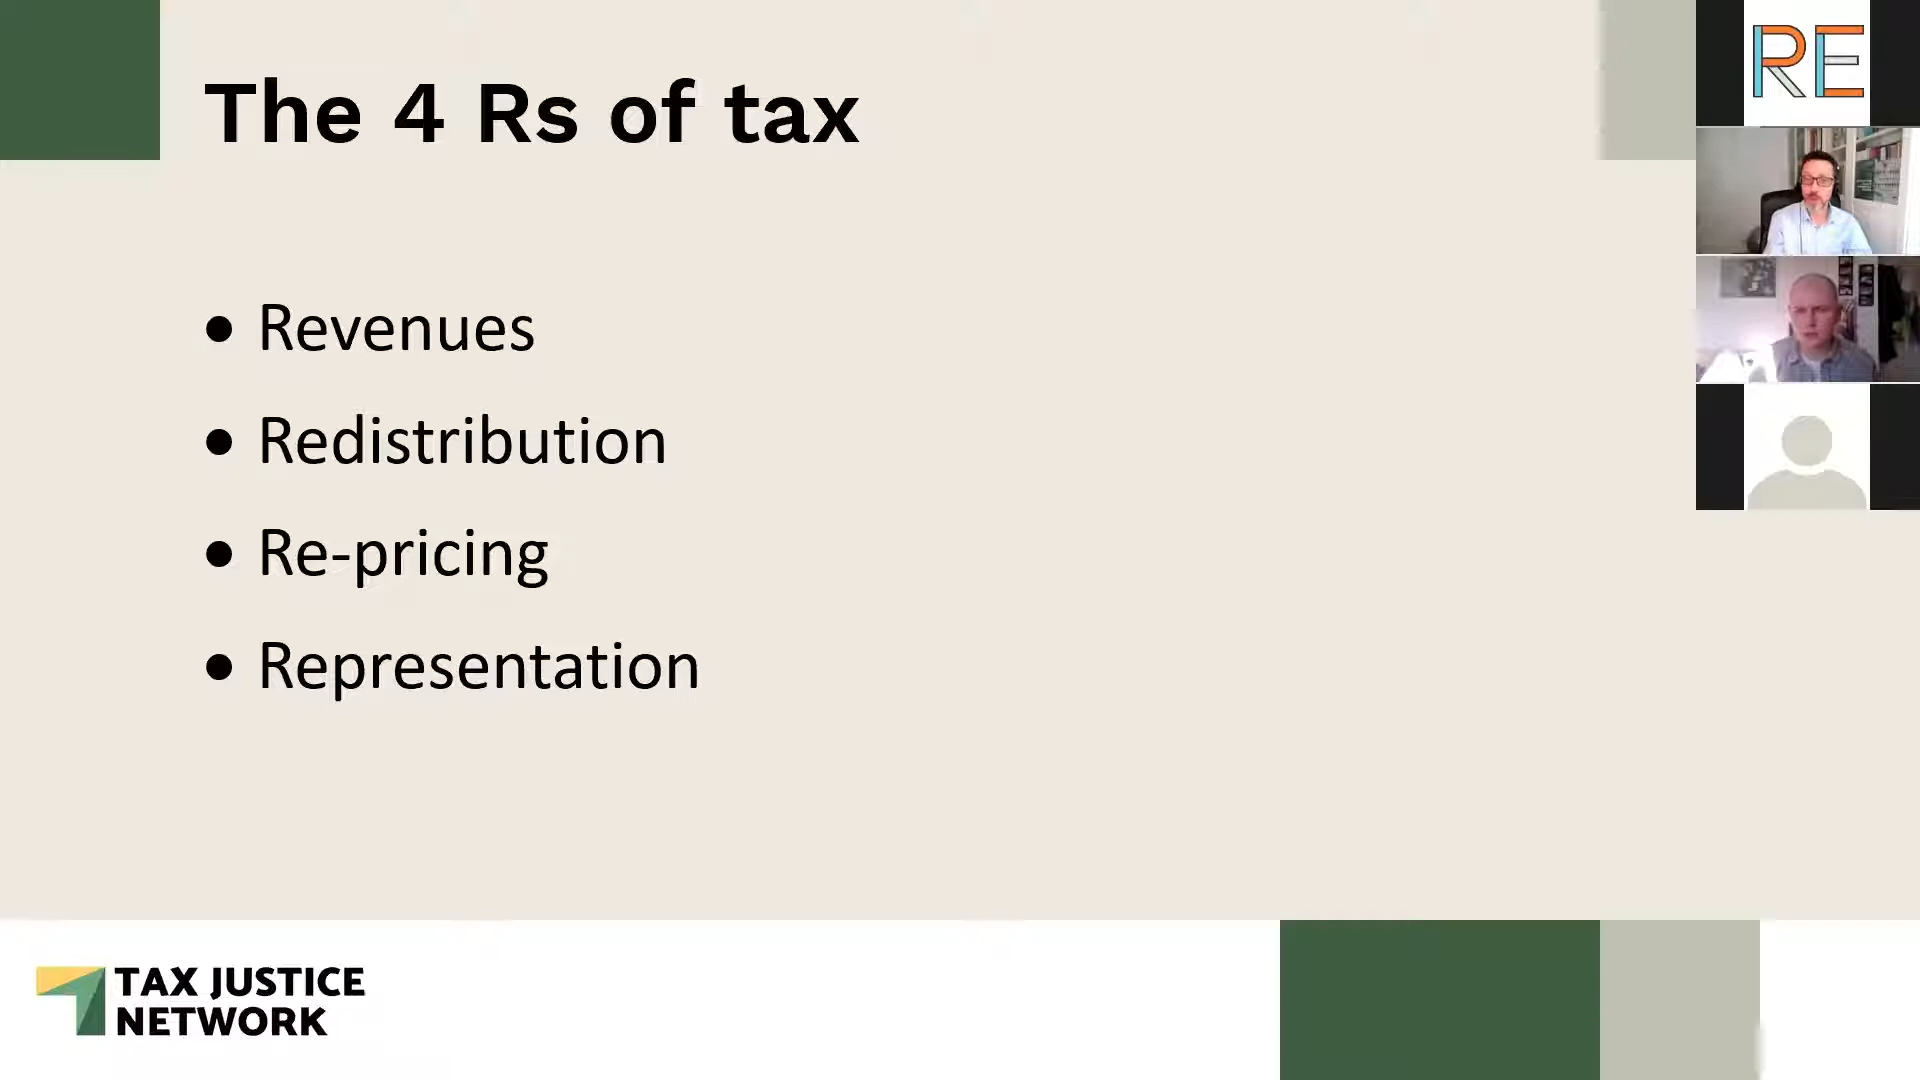 The 4 Rs of tax
RE
• Revenues
• Redistribution
• Re-pricing
• Representation
TAX JUSTICE
NETWORK